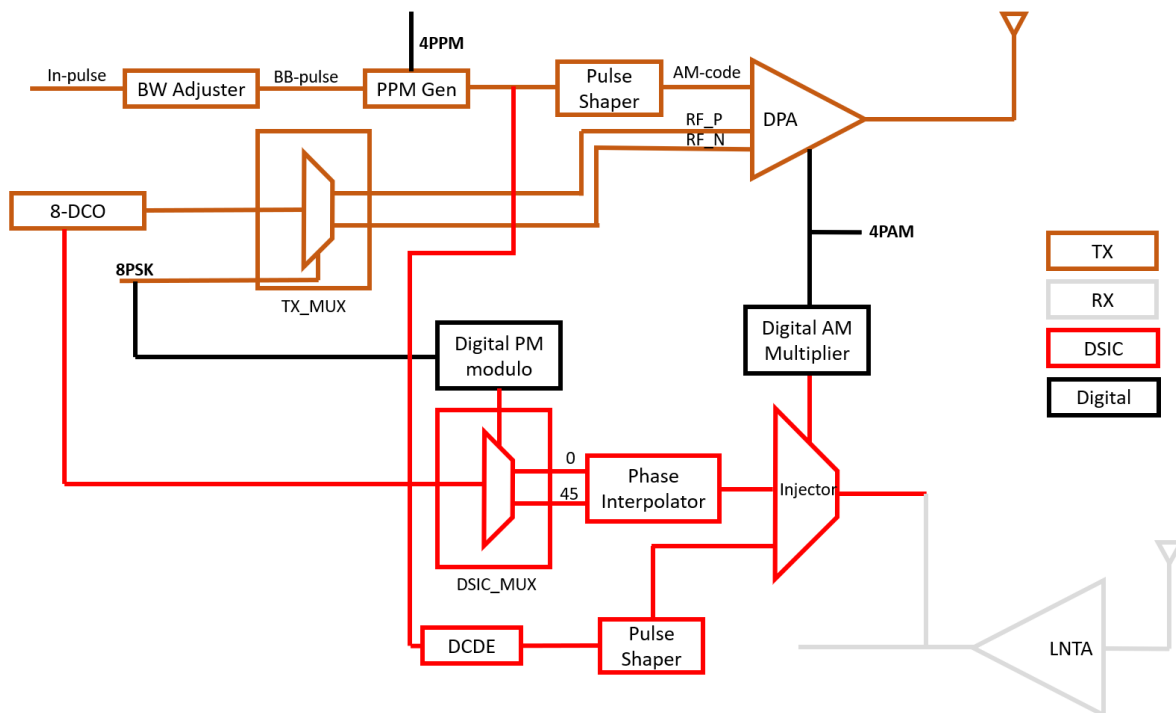 4PPM
In-pulse
BW Adjuster
BB-pulse
PPM Gen
Pulse
Shaper
AM-code
DPA
RF_P
RF_N
8-DCO
8PSK
TX_MUX
4PAM
TX
RX
DSIC
Digital
Digital PM
modulo
Digital AM
Multiplier
0
45
Phase
Interpolator
Injector
DSIC_MUX
DCDE
Pulse
Shaper
LNTA